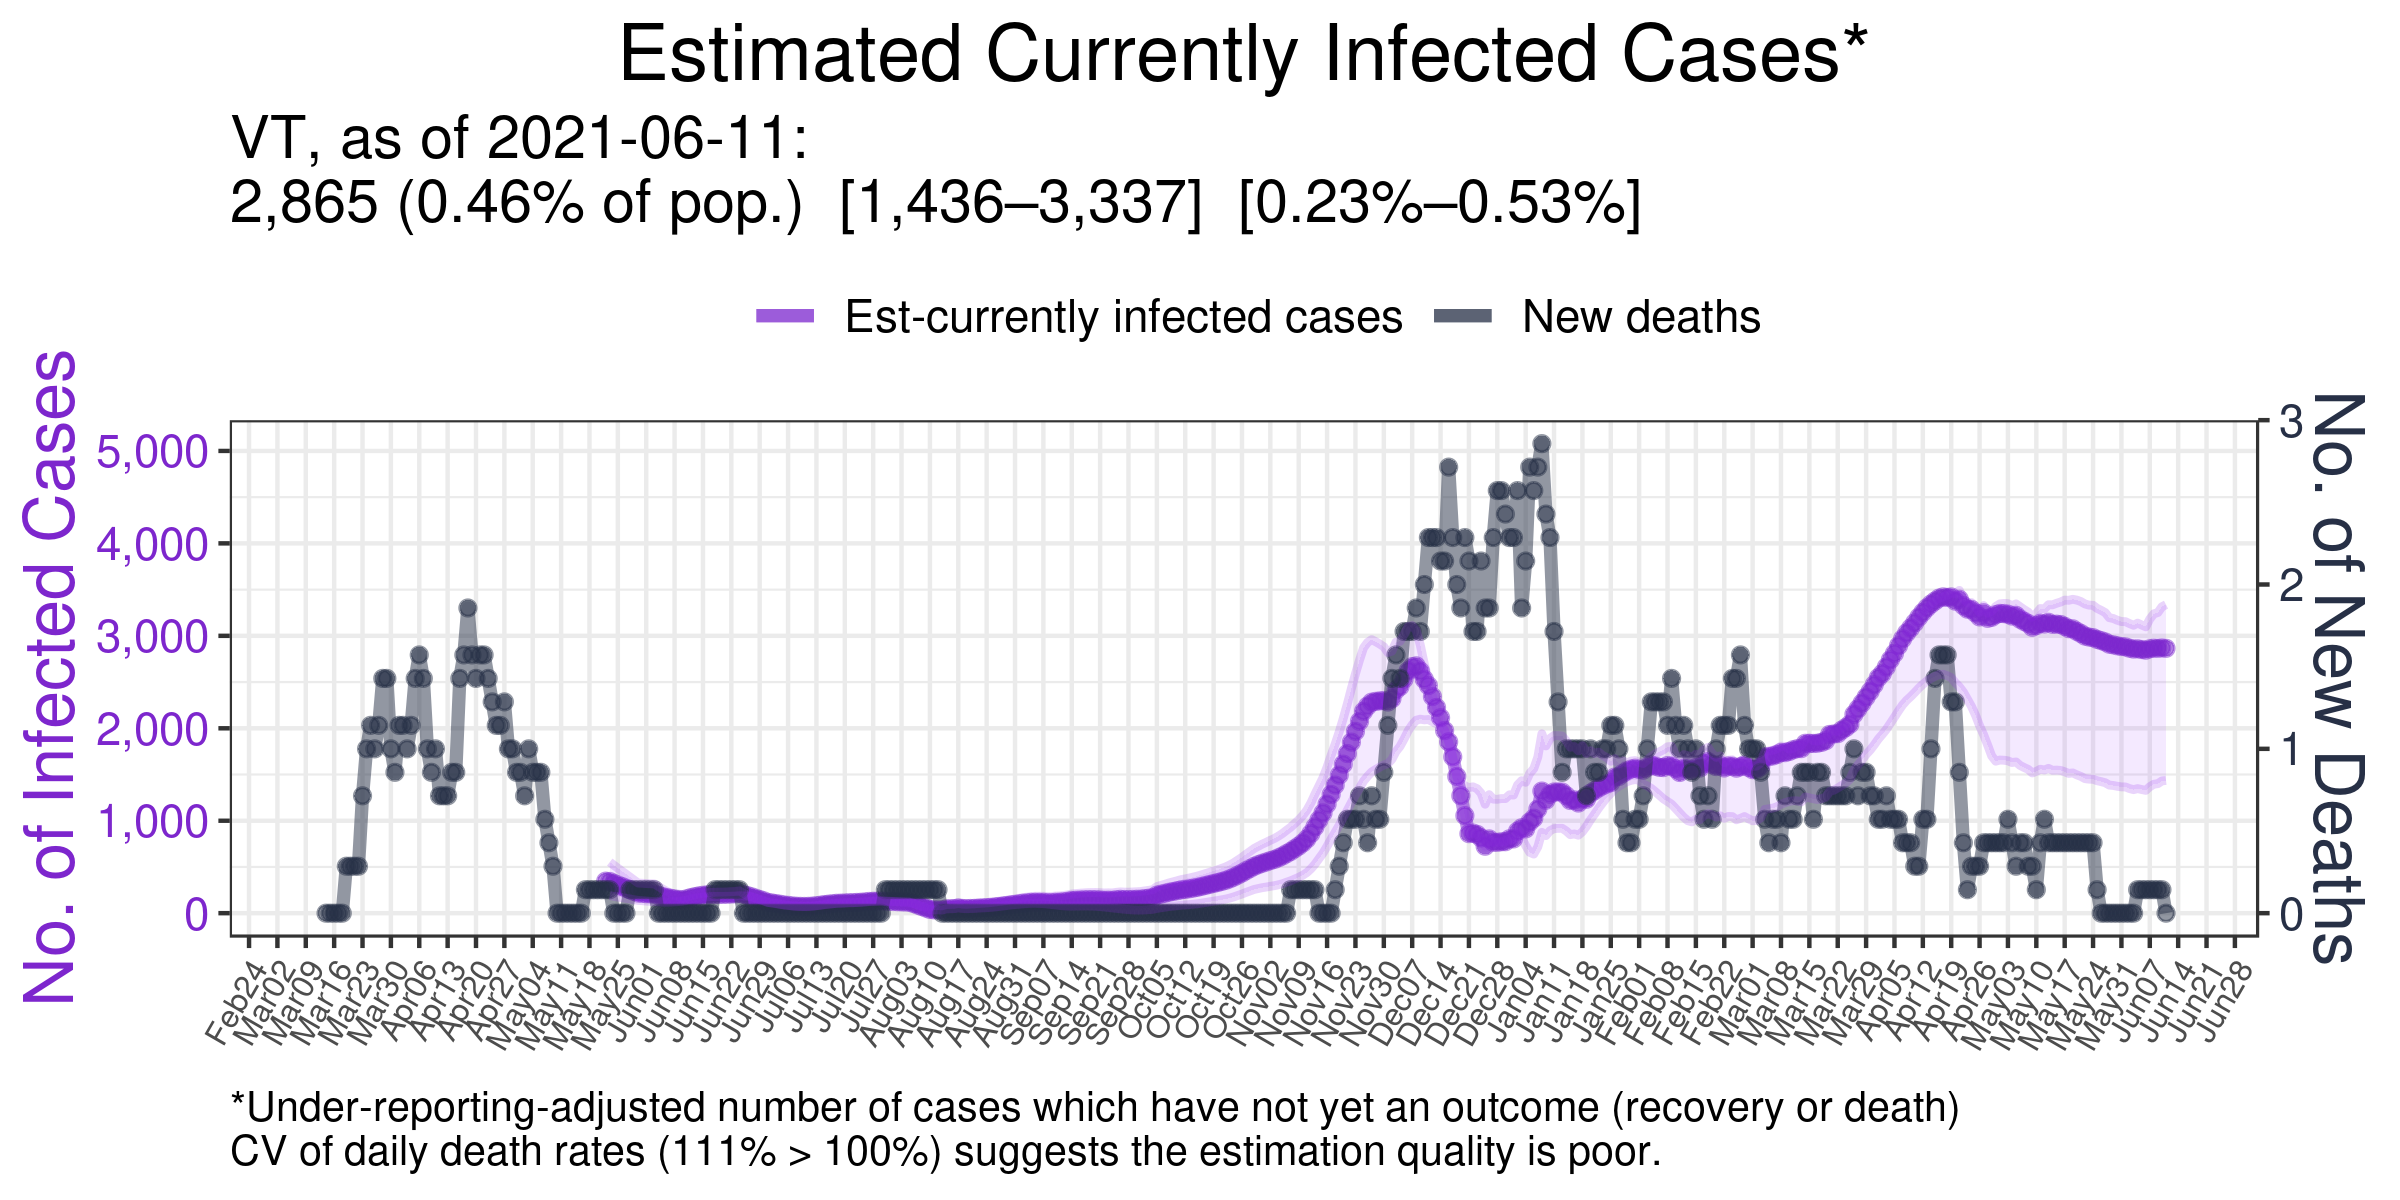 Estimated Currently Infected Cases*
VT, as of 2021-06-11:
2,865 (0.46% of pop.) [1,436–3,337] [0.23%–0.53%]
Est-currently infected cases
New deaths
No. of Infected Cases
5,000
4,000
3,000
2,000
1,000
0
3
2
1
0
No. of New Deaths
Feb24
Mar02
Mar09
Mar16
Mar23
Mar30
Apr06
Apr13
Apr20
Apr27
May04
May11
May18
May25
Jun01
Jun08
Jun15
Jun22
Jun29
Jul06
Jul13
Jul20
Jul27
Aug03
Aug10
Aug17
Aug24
Aug31
Sep07
Sep14
Sep21
Sep28
Oct05
Oct12
Oct19
Oct26
Nov02
Nov09
Nov16
Nov23
Nov30
Dec07
Dec14
Dec21
Dec28
Jan04
Jan11
Jan18
Jan25
Feb01
Feb08
Feb15
Feb22
Mar01
Mar08
Mar15
Mar22
Mar29
Apr05
Apr12
Apr19
Apr26
May03
May10
May17
May24
May31
Jun07
Jun14
Jun21
Jun28
*Under-reporting-adjusted number of cases which have not yet an outcome (recovery or death)
CV of daily death rates (111% > 100%) suggests the estimation quality is poor.